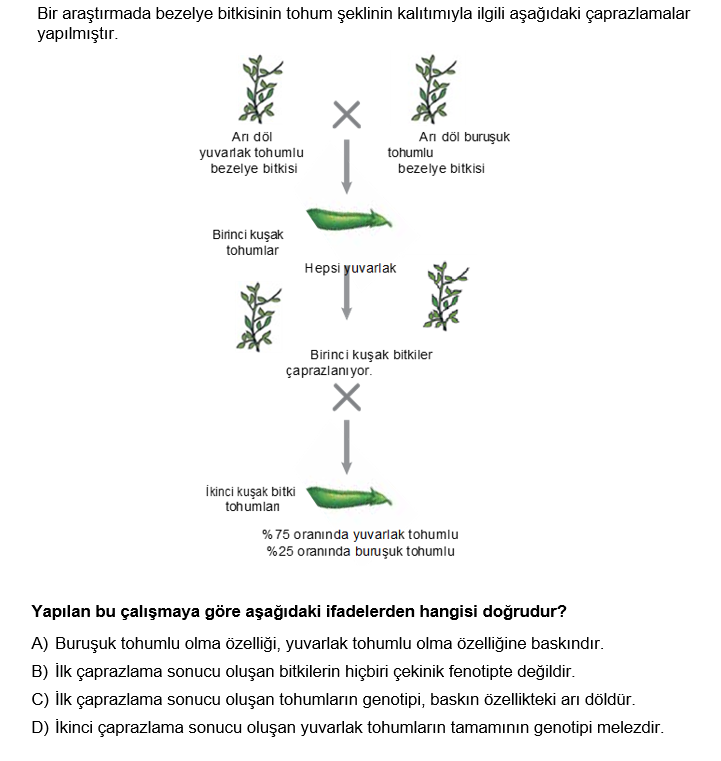 Bir araştırmada bezelye bitkisinin tohum şeklinin kalıtımıyla ilgili aşağıdaki çaprazlamalar
yapılmıştır.
Arı döl
yuvarlak tohumlu
bezelye bitkisi
Arı döl buruşuk
tohumlu
bezelye bitkisi
Birinci kuşak
tohumlar
Hepsi yuvarlak
Birinci kuşak bitkiler
çaprazlanıyor.
İkinci kuşak bitki
tohumları
%75 oranında yuvarlak tohumlu
%25 oranında buruşuk tohumlu
Yapılan bu çalışmaya göre aşağıdaki ifadelerden hangisi doğrudur?
A) Buruşuk tohumlu olma özelliği, yuvarlak tohumlu olma özelliğine baskındır.
B) İlk çaprazlama sonucu oluşan bitkilerin hiçbiri çekinik fenotipte değildir.
C) İlk çaprazlama sonucu oluşan tohumların genotipi, baskın özellikteki arı döldür.
D) İkinci çaprazlama sonucu oluşan yuvarlak tohumların tamamının genotipi melezdir.